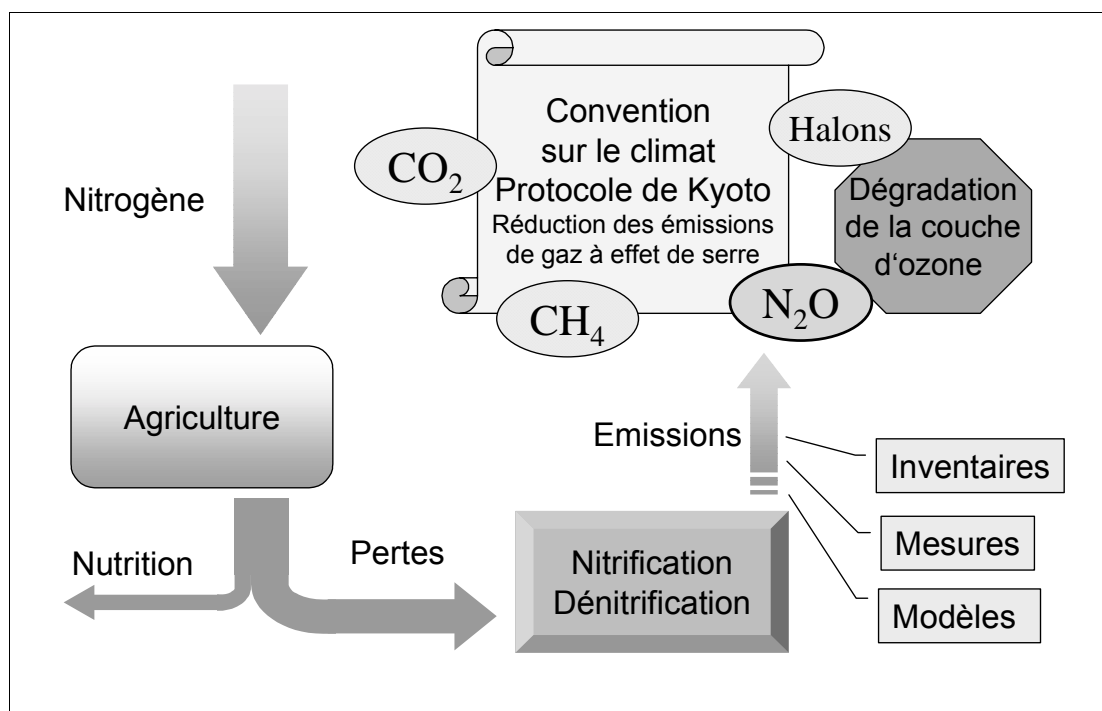 Nitrogène
Convention
sur le climat
Protocole de Kyoto
Réduction des émissions
de gaz à effet de serre
CO₂
CH₄
Halons
N₂O
Dégradation
de la couche
d‘ozone
Agriculture
Nutrition
Pertes
Nitrification
Dénitrification
Emissions
Inventaires
Mesures
Modèles